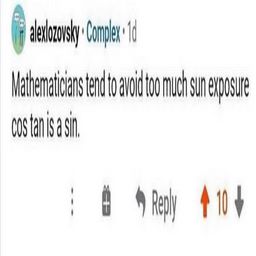 alexlozovsky · Complex · 1d
Mathematicians tend to avoid too much sun exposure
cos tan is a sin.
Reply 10